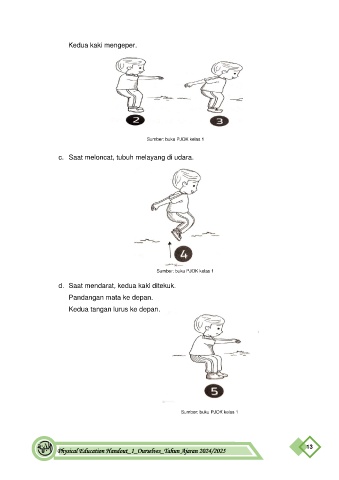 Kedua kaki mengeper.
2 3
Sumber: buku PJOK kelas 1
c. Saat meloncat, tubuh melayang di udara.
4
Sumber: buku PJOK kelas 1
d. Saat mendarat, kedua kaki ditekuk.
Pandangan mata ke depan.
Kedua tangan lurus ke depan.
5
Sumber: buku PJOK kelas 1
Physical Education Handout_1_Ourselves_Tahun Ajaran 2024/2025
13